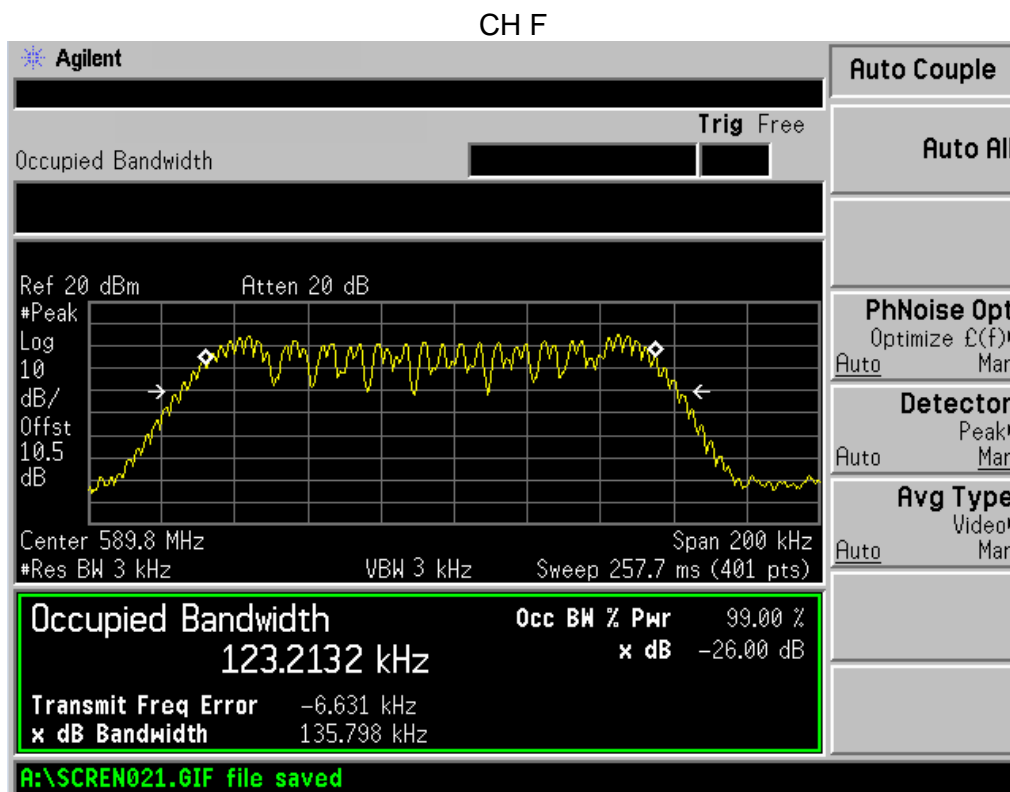 CH F
Agilent
Auto Couple
Trig Free
Auto All
Occupied Bandwidth
Ref 20 dBm Atten 20 dB
#Peak
Log
10
dB/
Offst
10.5
dB
PhNoise Opt
Optimize £(f)
Auto Man
Detector
Peak
Auto Man
Avg Type
Video
Auto Man
Center 589.8 MHz Span 200 kHz
#Res BW 3 kHz VBW 3 kHz Sweep 257.7 ms (401 pts)
Occupied Bandwidth Occ BW % Pwr 99.00 %
123.2132 kHz x dB -26.00 dB
Transmit Freq Error -6.631 kHz
x dB Bandwidth 135.798 kHz
A:\SCREN021.GIF file saved